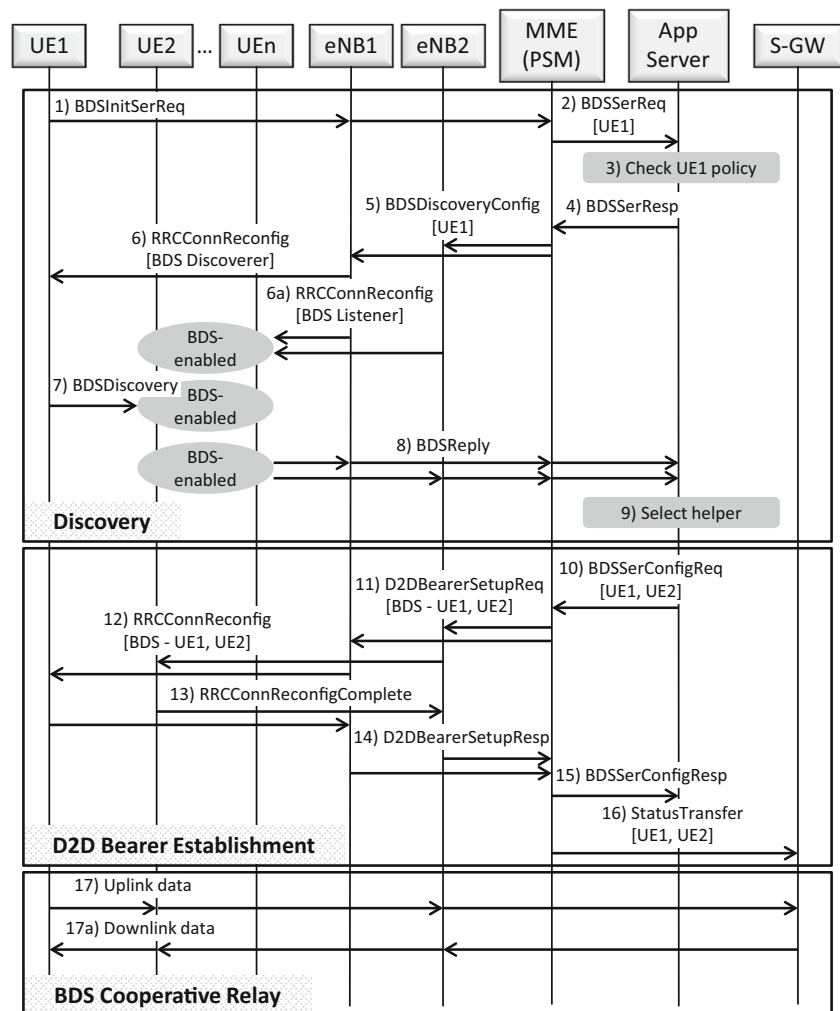 UE1
UE2
...
UEn
eNB1
eNB2
MME
(PSM)
App
Server
S-GW
1) BDSInitSerReq
2) BDSSerReq
[UE1]
3) Check UE1 policy
4) BDSSerResp
5) BDSDiscoveryConfig
[UE1]
6) RRCConnReconfig
[BDS Discoverer]
6a) RRCConnReconfig
[BDS Listener]
BDS-
enabled
7) BDSDiscovery
BDS-
enabled
BDS-
enabled
8) BDSReply
9) Select helper
Discovery
10) BDSSerConfigReq
[UE1, UE2]
11) D2DBearerSetupReq
[BDS - UE1, UE2]
12) RRCConnReconfig
[BDS - UE1, UE2]
13) RRCConnReconfigComplete
14) D2DBearerSetupResp
15) BDSSerConfigResp
16) StatusTransfer
[UE1, UE2]
D2D Bearer Establishment
17) Uplink data
17a) Downlink data
BDS Cooperative Relay